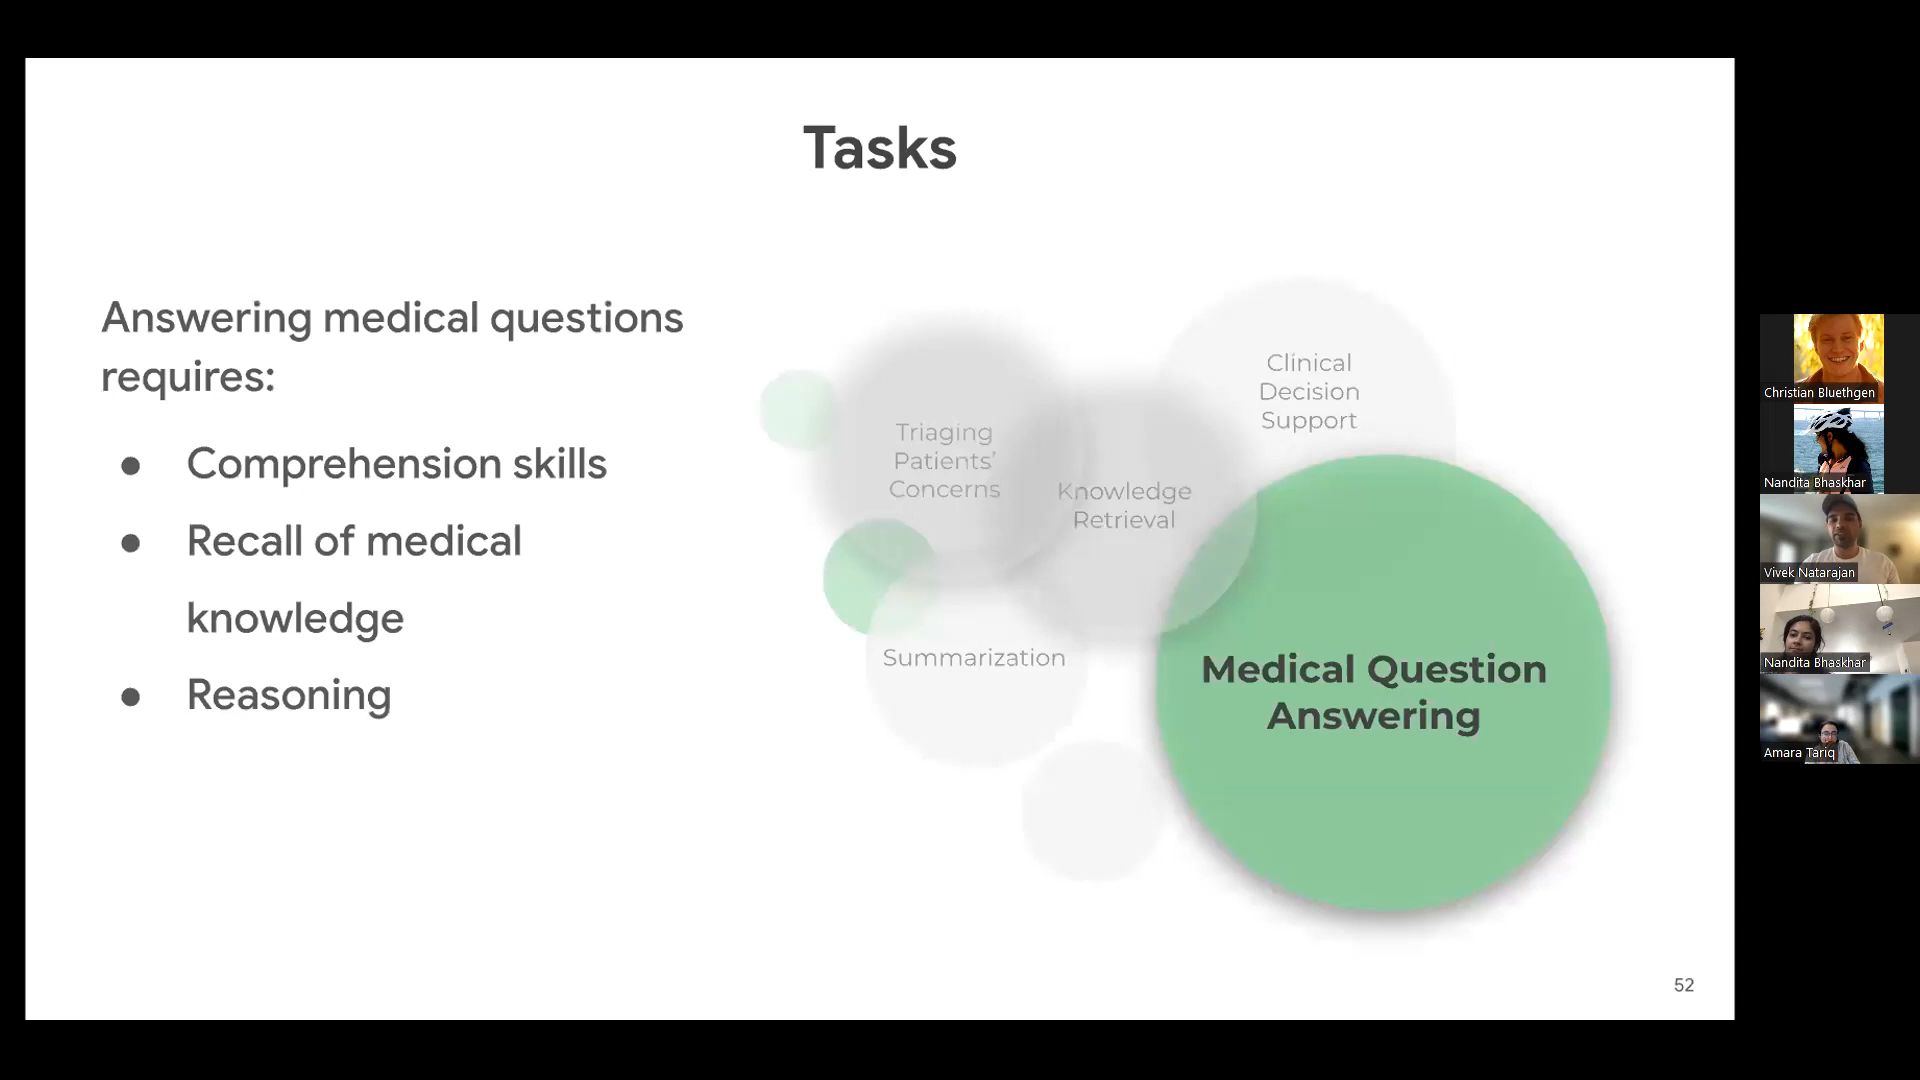 Tasks
Answering medical questions
requires:
● Comprehension skills
● Recall of medical
knowledge
● Reasoning
Triaging
Patients’
Concerns
Knowledge
Retrieval
Clinical
Decision
Support
Summarization
Medical Question
Answering
52
Christian Bluethgen
Nandita Bhaskhar
Vivek Natarajan
Nandita Bhaskhar
Amara Tariq